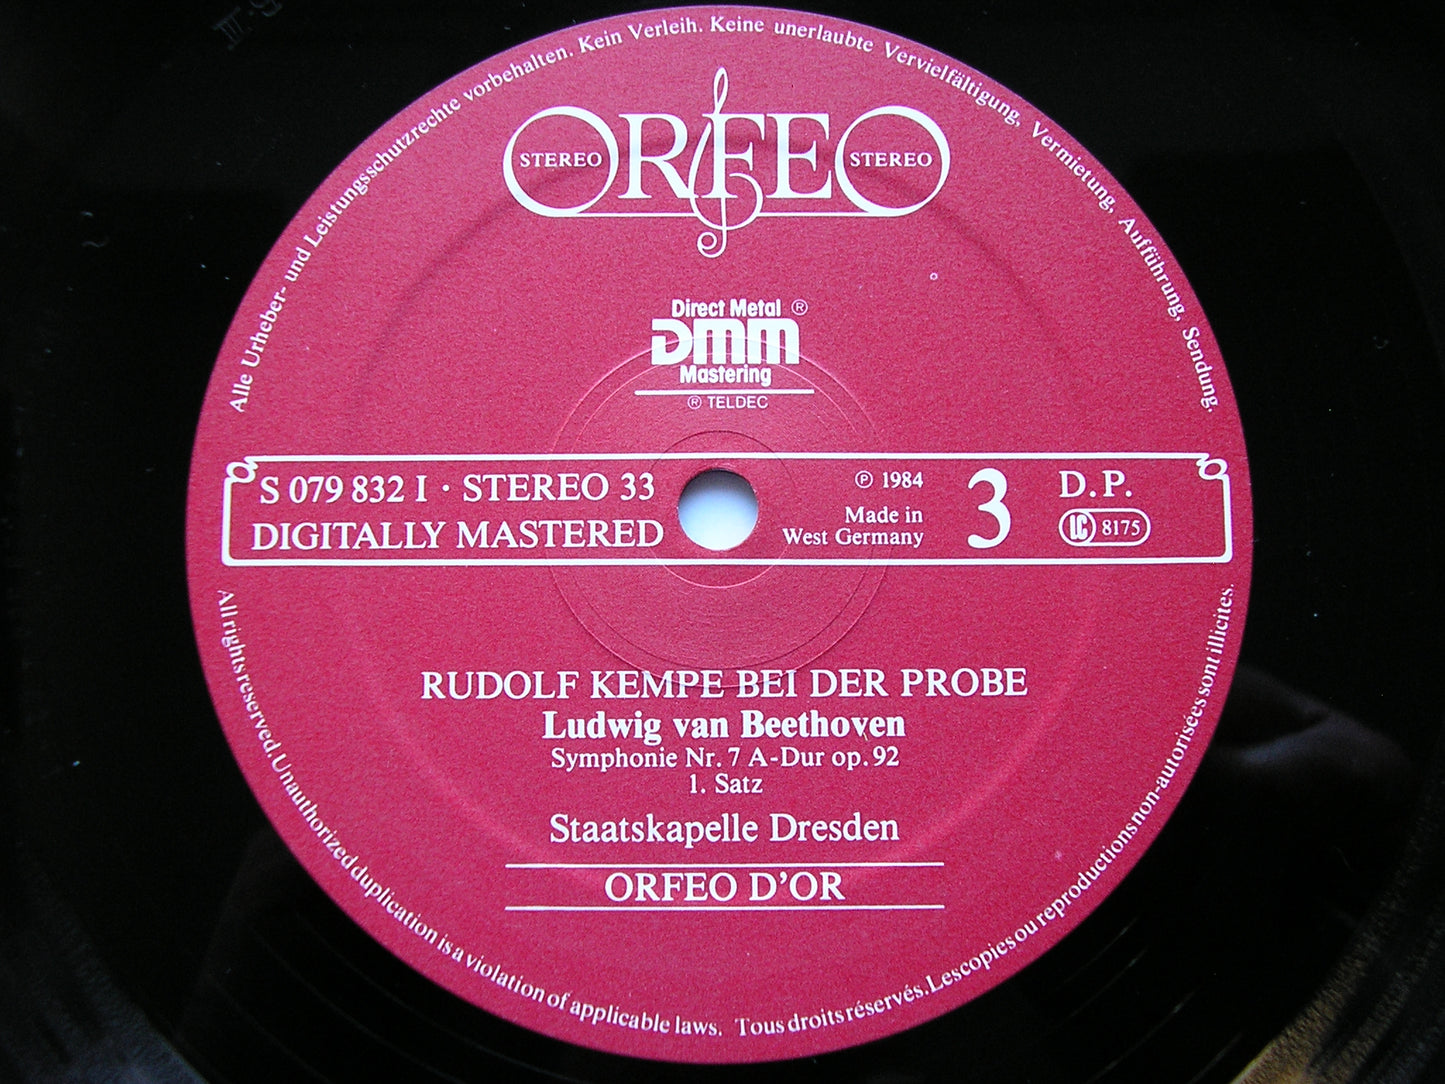 Alle Urheber- und Leistungsschutzrechte vorbehalten. Kein Verleih. Keine unerlaubte Vervielfältigung, Vermietung, Aufführung, Sendung.
ORFEO
STEREO STEREO
Direct Metal ®
DMM
Mastering
® TELDEC
S 079 832 I · STEREO 33
DIGITALLY MASTERED
℗ 1984
Made in
West Germany
3
D.P.
LC 8175
RUDOLF KEMPE BEI DER PROBE
Ludwig van Beethoven
Symphonie Nr. 7 A-Dur op. 92
1. Satz
Staatskapelle Dresden
ORFEO D'OR
All rights reserved. Unauthorized duplication is a violation of applicable laws. Tous droits réservés. Les copies ou reproductions non-autorisées sont illicites.